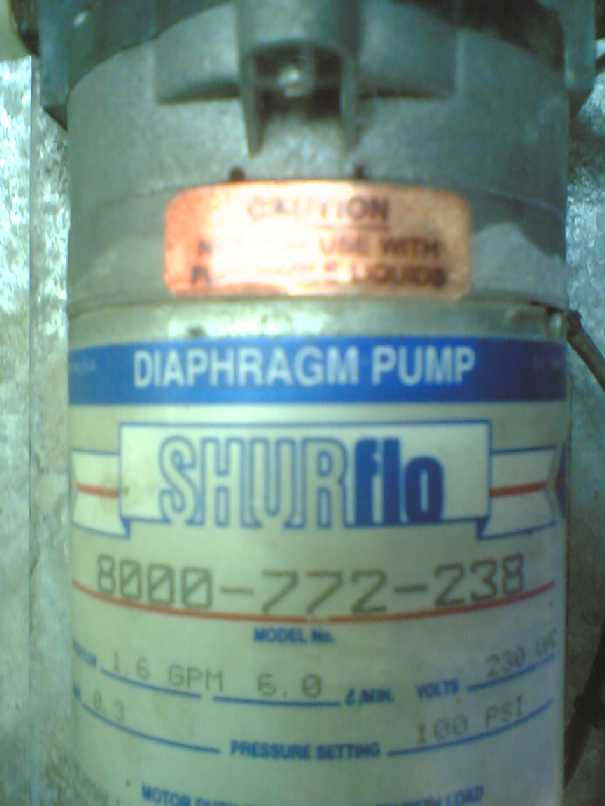 CAUTION
USE WITH
LIQUIDS
DIAPHRAGM PUMP
SHURflo
8000-772-238
MODEL No.
1.6 GPM 6.0 ℓ/MIN. VOLTS 230 VAC
0.3 PRESSURE SETTING 100 PSI
LOAD